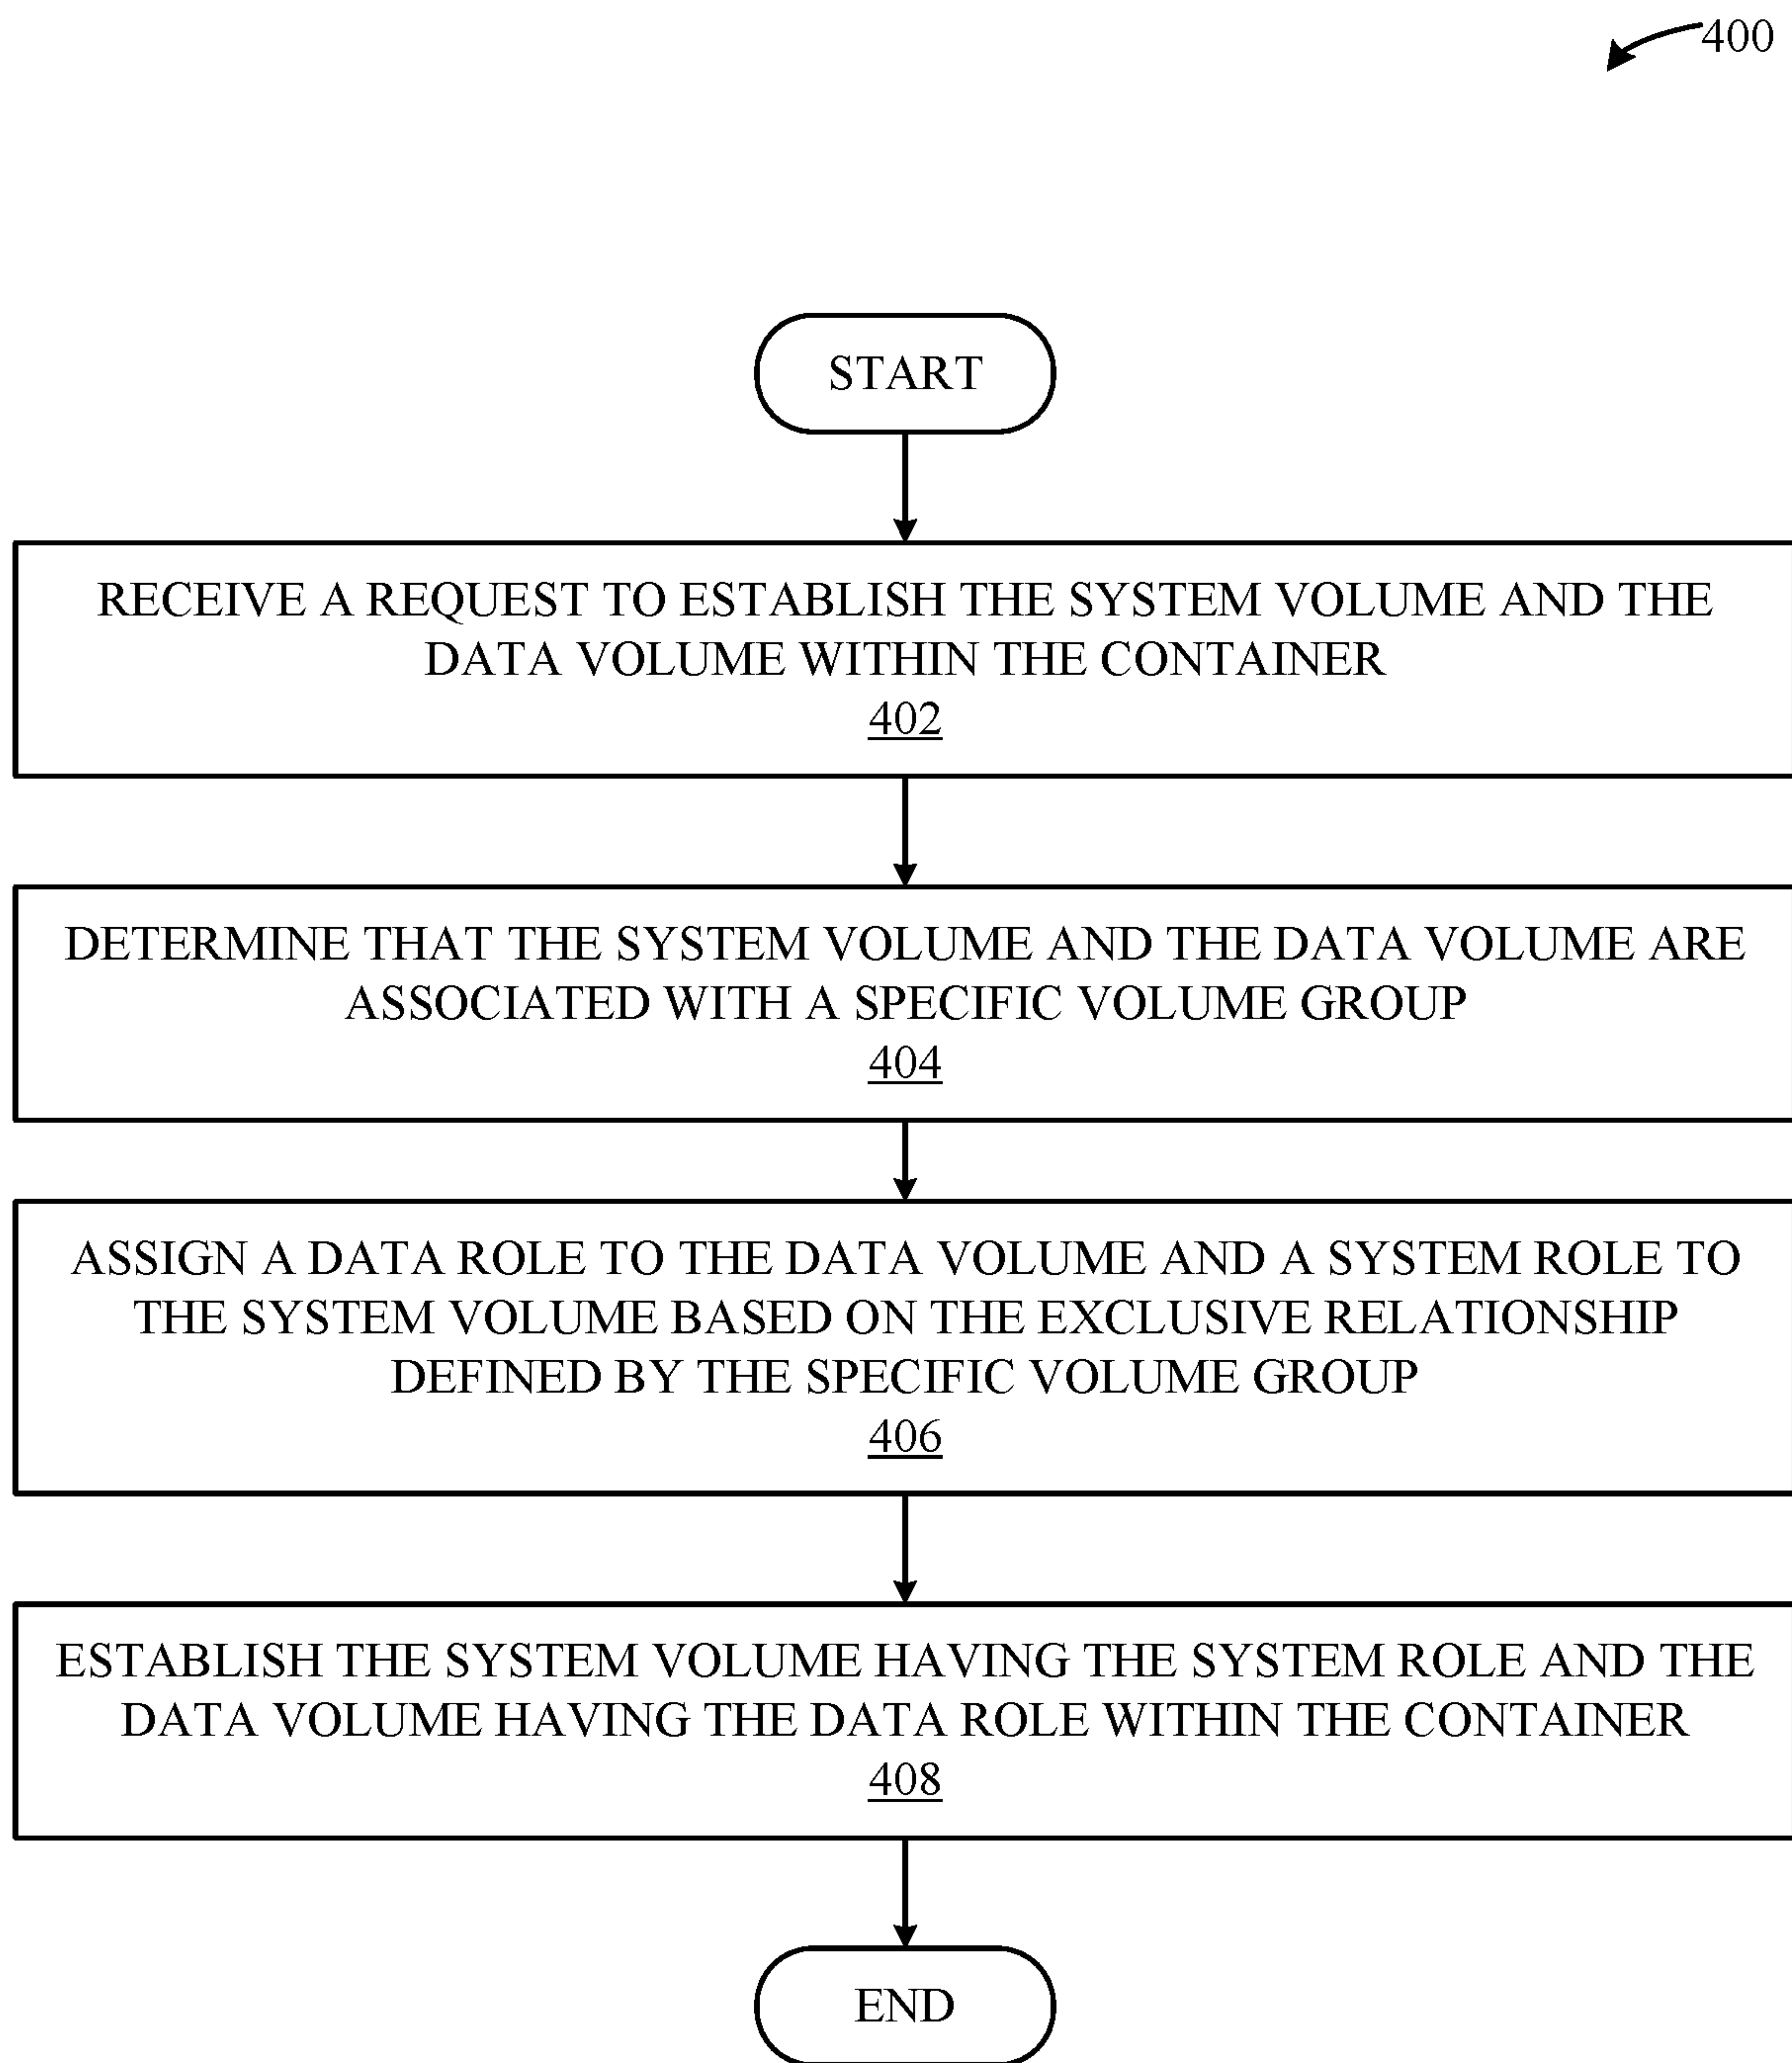 400
START
RECEIVE A REQUEST TO ESTABLISH THE SYSTEM VOLUME AND THE
DATA VOLUME WITHIN THE CONTAINER
402
DETERMINE THAT THE SYSTEM VOLUME AND THE DATA VOLUME ARE
ASSOCIATED WITH A SPECIFIC VOLUME GROUP
404
ASSIGN A DATA ROLE TO THE DATA VOLUME AND A SYSTEM ROLE TO
THE SYSTEM VOLUME BASED ON THE EXCLUSIVE RELATIONSHIP
DEFINED BY THE SPECIFIC VOLUME GROUP
406
ESTABLISH THE SYSTEM VOLUME HAVING THE SYSTEM ROLE AND THE
DATA VOLUME HAVING THE DATA ROLE WITHIN THE CONTAINER
408
END